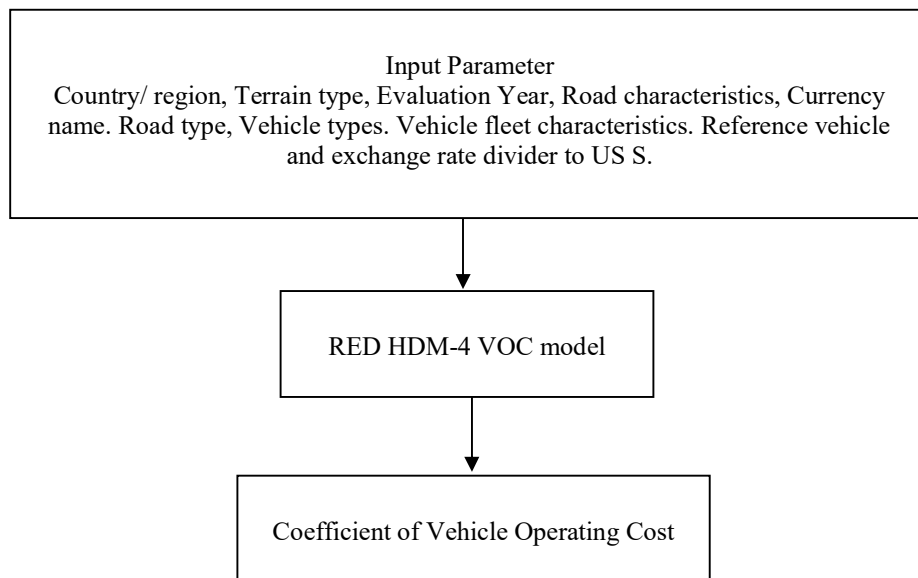 Input Parameter
Country/ region, Terrain type, Evaluation Year, Road characteristics, Currency
name. Road type, Vehicle types. Vehicle fleet characteristics. Reference vehicle
and exchange rate divider to US S.
RED HDM-4 VOC model
Coefficient of Vehicle Operating Cost